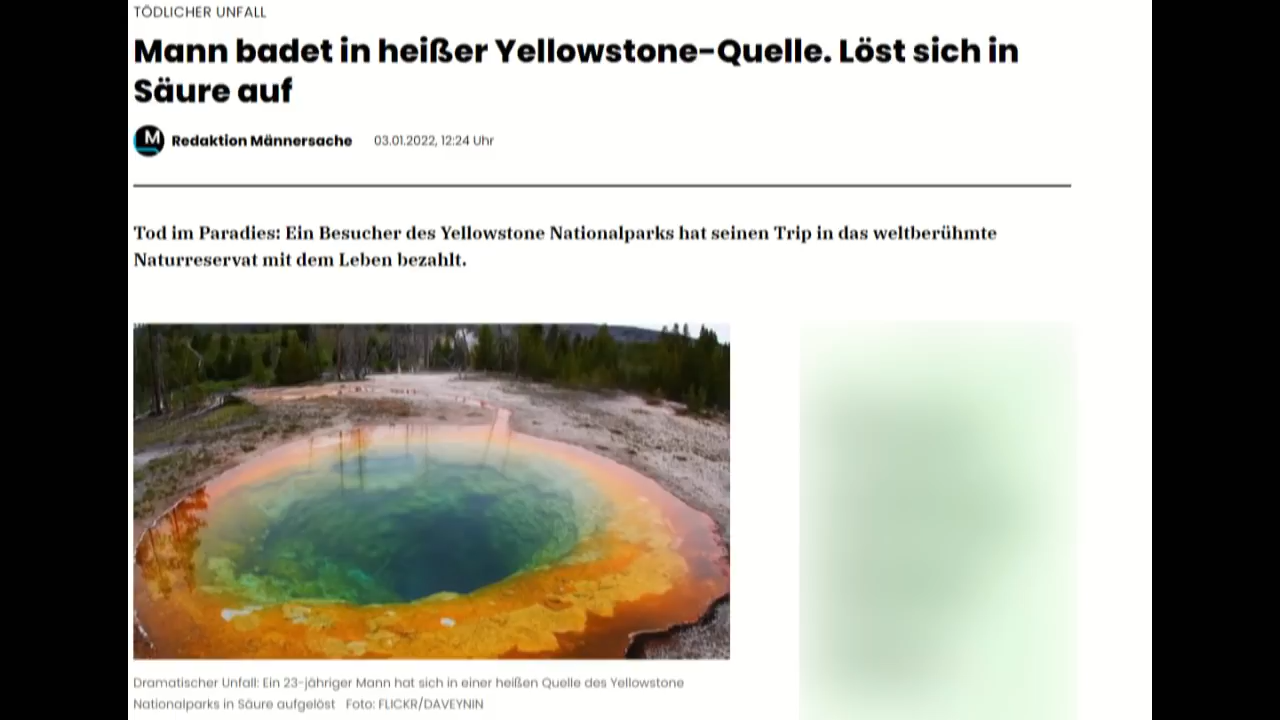 TÖDLICHER UNFALL
Mann badet in heißer Yellowstone-Quelle. Löst sich in
Säure auf
M
Redaktion Männersache 03.01.2022, 12:24 Uhr
Tod im Paradies: Ein Besucher des Yellowstone Nationalparks hat seinen Trip in das weltberühmte
Naturreservat mit dem Leben bezahlt.
Dramatischer Unfall: Ein 23-jähriger Mann hat sich in einer heißen Quelle des Yellowstone
Nationalparks in Säure aufgelöst Foto: FLICKR/DAVEYNIN